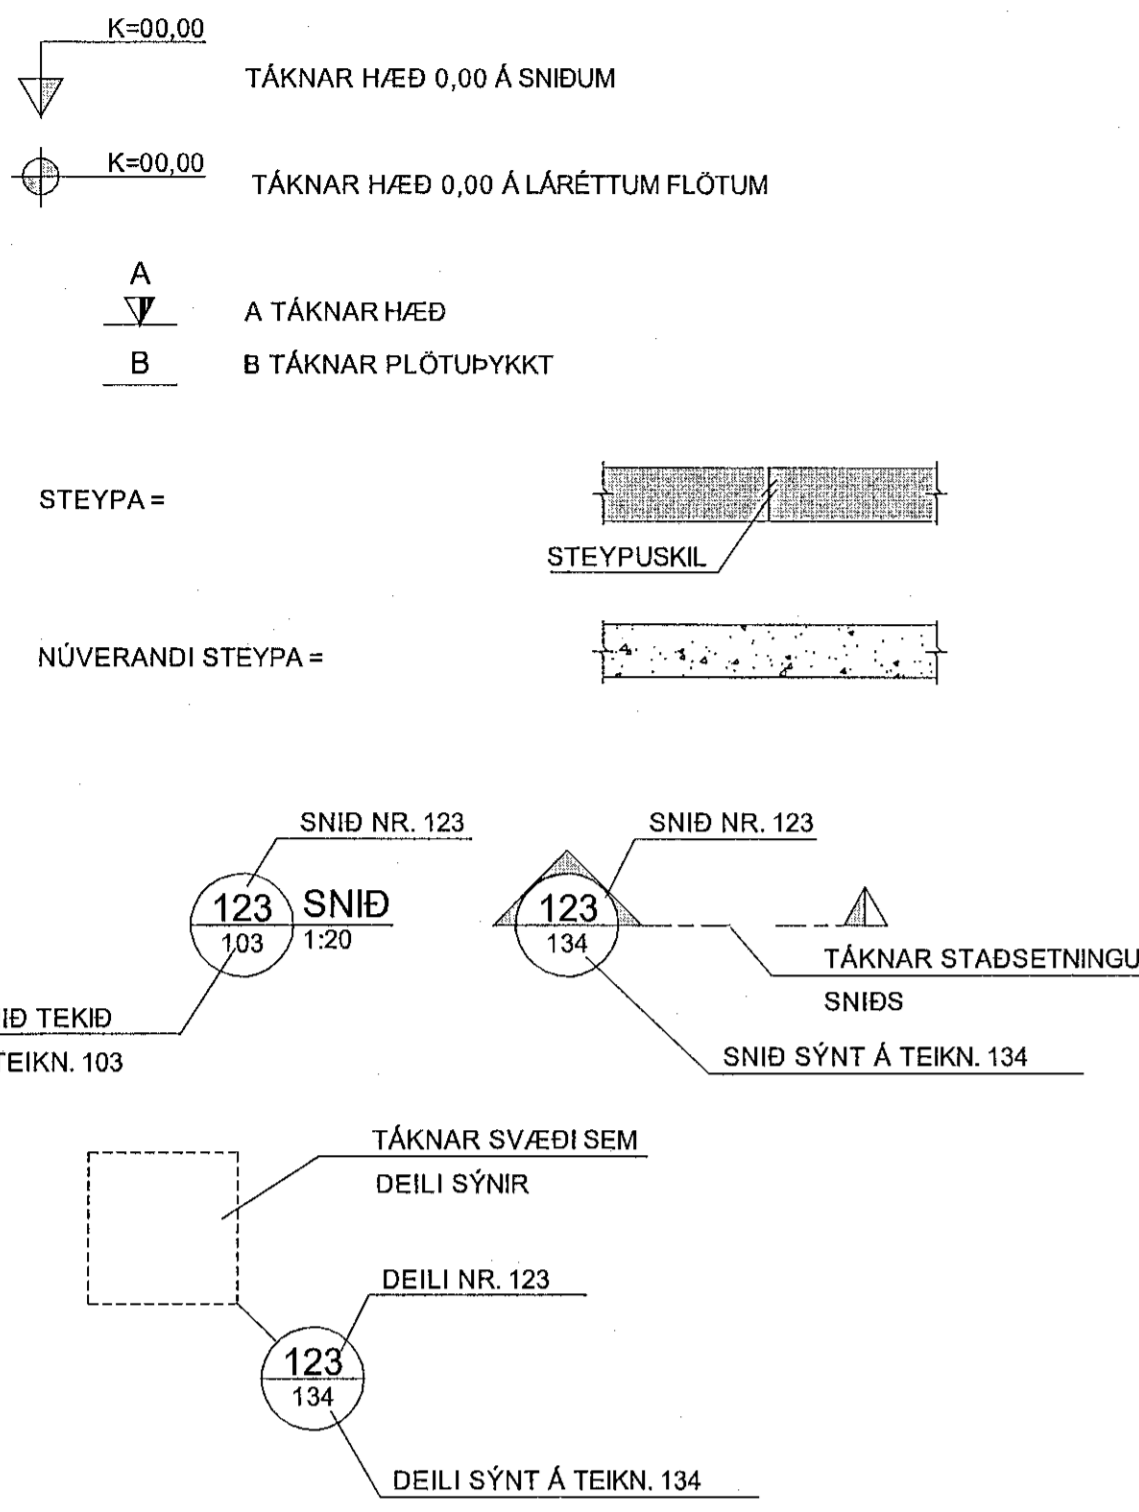 K=00,00
TÁKNAR HÆÐ 0,00 Á SNIÐUM
K=00,00
TÁKNAR HÆÐ 0,00 Á LÁRÉTTUM FLÖTUM
A
A TÁKNAR HÆÐ
B
B TÁKNAR PLÖTUÞYKKT
STEYPA =
STEYPUSKIL
NÚVERANDI STEYPA =
SNIÐ NR. 123
123
103
SNIÐ
1:20
IÐ TEKIÐ
TEIKN. 103
SNIÐ NR. 123
123
134
TÁKNAR STAÐSETNINGU
SNIÐS
SNIÐ SÝNT Á TEIKN. 134
TÁKNAR SVÆÐI SEM
DEILI SÝNIR
DEILI NR. 123
123
134
DEILI SÝNT Á TEIKN. 134